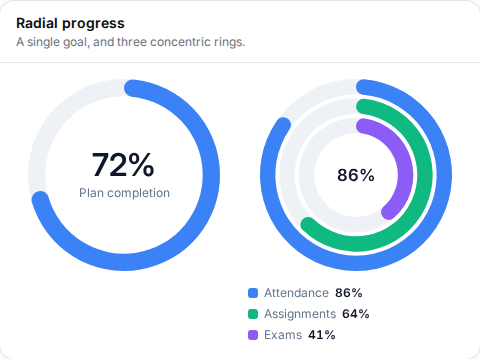 Radial progress
A single goal, and three concentric rings.
72%
Plan completion
86%
Attendance 86%
Assignments 64%
Exams 41%